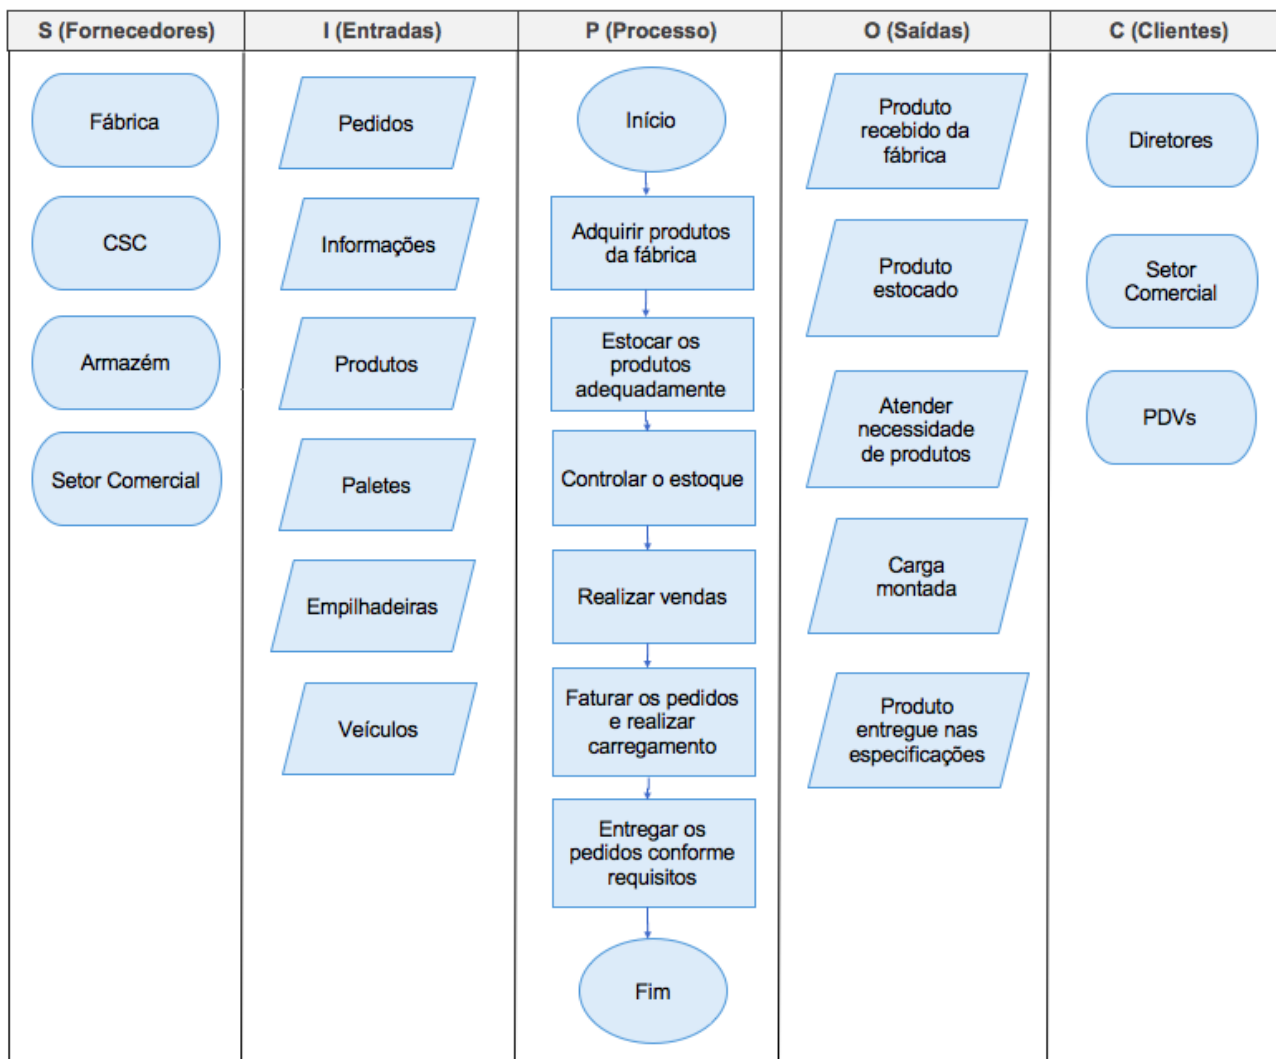 S (Fornecedores)
I (Entradas)
P (Processo)
O (Saídas)
C (Clientes)
Fábrica
CSC
Armazém
Setor Comercial
Pedidos
Informações
Produtos
Paletes
Empilhadeiras
Veículos
Início
Adquirir produtos
da fábrica
Estocar os
produtos
adequadamente
Controlar o estoque
Realizar vendas
Faturar os pedidos
e realizar
carregamento
Entregar os
pedidos conforme
requisitos
Fim
Produto
recebido da
fábrica
Produto
estocado
Atender
necessidade
de produtos
Carga
montada
Produto
entregue nas
especificações
Diretores
Setor
Comercial
PDVs